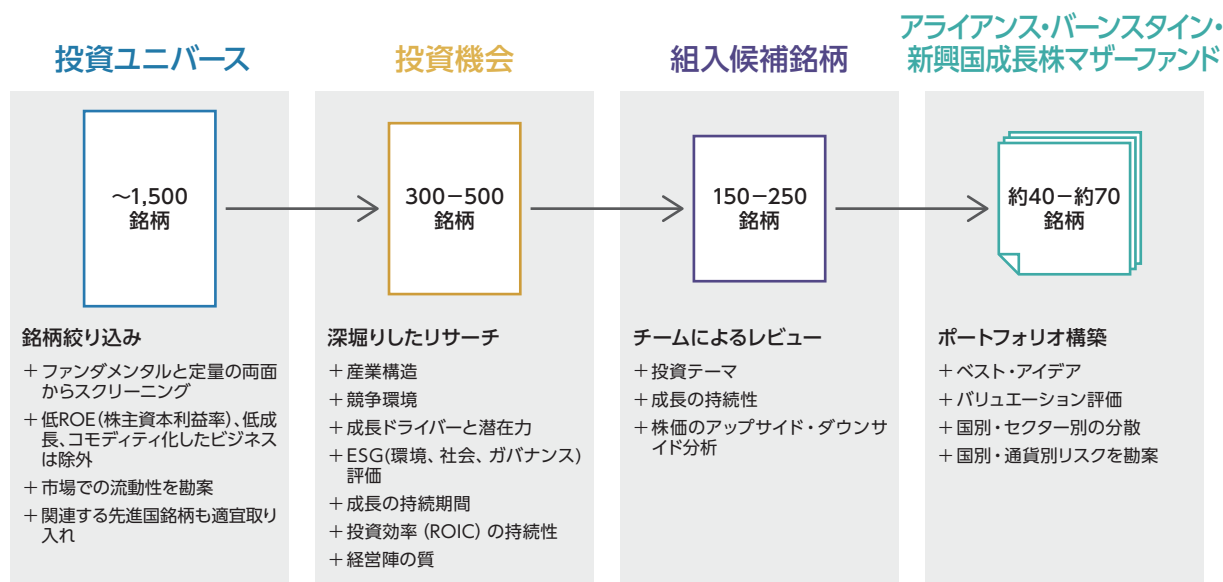 投資ユニバース
~1,500
銘柄
銘柄絞り込み
+ファンダメンタルと定量の両面
からスクリーニング
+低ROE(株主資本利益率)、低成
長、コモディティ化したビジネス
は除外
+市場での流動性を勘案
+関連する先進国銘柄も適宜取り
入れ
投資機会
300-500
銘柄
深堀りしたリサーチ
+産業構造
+競争環境
+成長ドライバーと潜在力
+ESG(環境、社会、ガバナンス)
評価
+成長の持続期間
+投資効率 (ROIC) の持続性
+経営陣の質
組入候補銘柄
150-250
銘柄
チームによるレビュー
+投資テーマ
+成長の持続性
+株価のアップサイド・ダウンサ
イド分析
アライアンス・バーンスタイン・
新興国成長株マザーファンド
約40-約70
銘柄
ポートフォリオ構築
+ベスト・アイデア
+バリュエーション評価
+国別・セクター別の分散
+国別・通貨別リスクを勘案